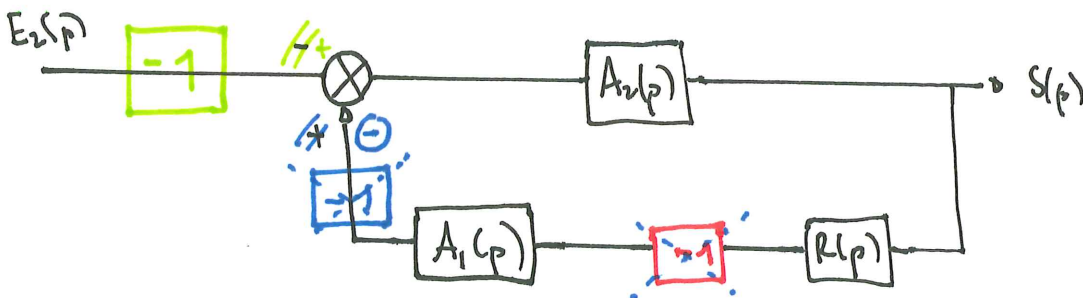 E₂(p)
-1
- +
A₂(p)
S(p)
+ -
-1
A₁(p)
-1
R(p)